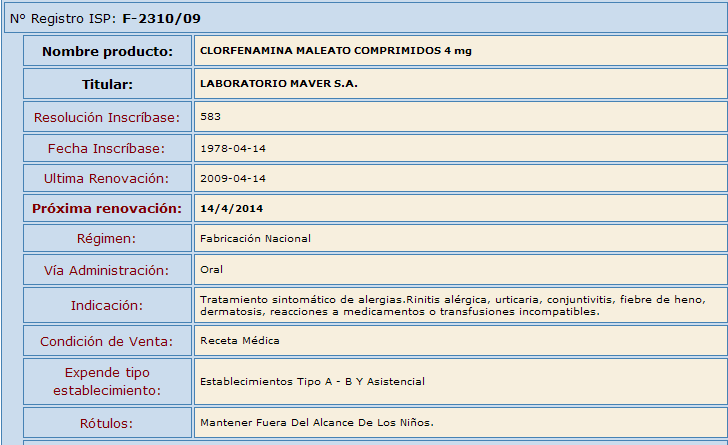 N° Registro ISP: F-2310/09
Nombre producto: CLORFENAMINA MALEATO COMPRIMIDOS 4 mg
Titular: LABORATORIO MAVER S.A.
Resolución Inscríbase: 583
Fecha Inscríbase: 1978-04-14
Ultima Renovación: 2009-04-14
Próxima renovación: 14/4/2014
Régimen: Fabricación Nacional
Vía Administración: Oral
Indicación: Tratamiento sintomático de alergias.Rinitis alérgica, urticaria, conjuntivitis, fiebre de heno,
dermatosis, reacciones a medicamentos o transfusiones incompatibles.
Condición de Venta: Receta Médica
Expende tipo
establecimiento: Establecimientos Tipo A - B Y Asistencial
Rótulos: Mantener Fuera Del Alcance De Los Niños.